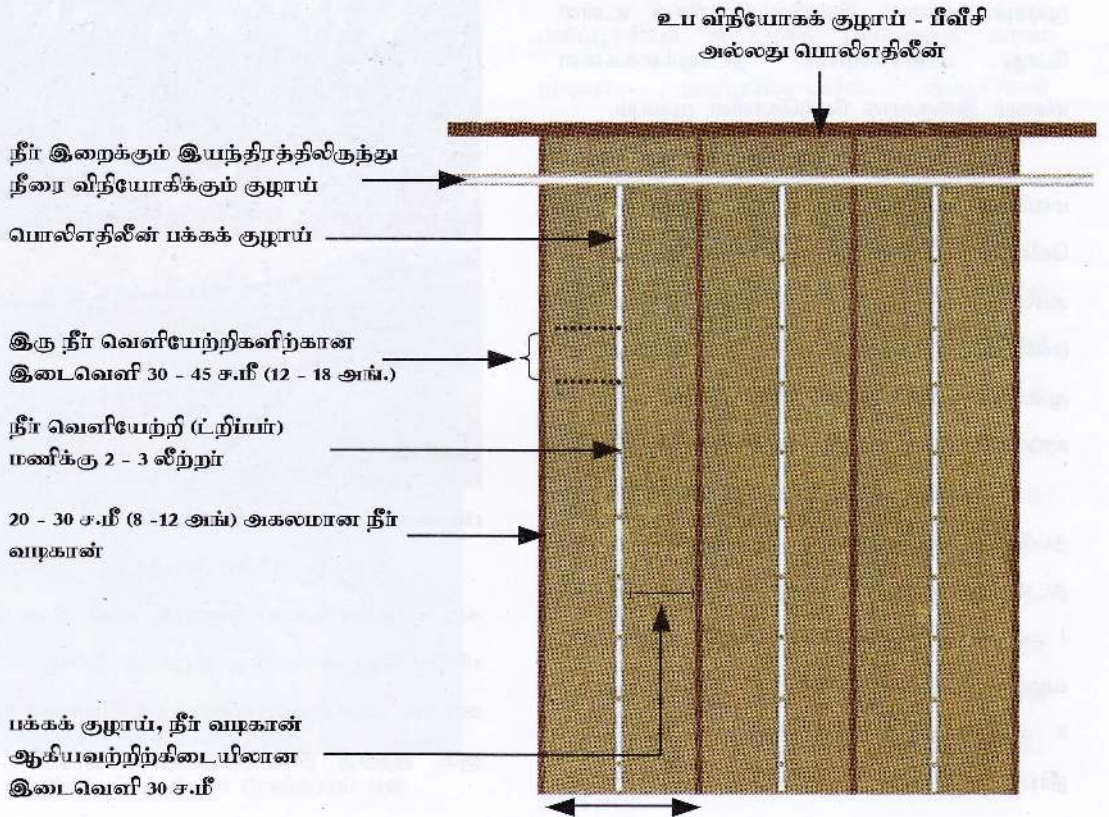 உப விநியோகக் குழாய் - பீவீசி
அல்லது பொலிஎதிலீன்
நீர் இறைக்கும் இயந்திரத்திலிருந்து
நீரை விநியோகிக்கும் குழாய்
பொலிஎதிலீன் பக்கக் குழாய்
இரு நீர் வெளியேற்றிகளிற்கான
இடைவெளி 30 - 45 ச.மீ (12 - 18 அங்.)
நீர் வெளியேற்றி (ட்றிப்பர்)
மணிக்கு 2 - 3 லீற்றர்
20 - 30 ச.மீ (8 -12 அங்) அகலமான நீர்
வடிகான்
பக்கக் குழாய், நீர் வடிகான்
ஆகியவற்றிற்கிடையிலான
இடைவெளி 30 ச.மீ